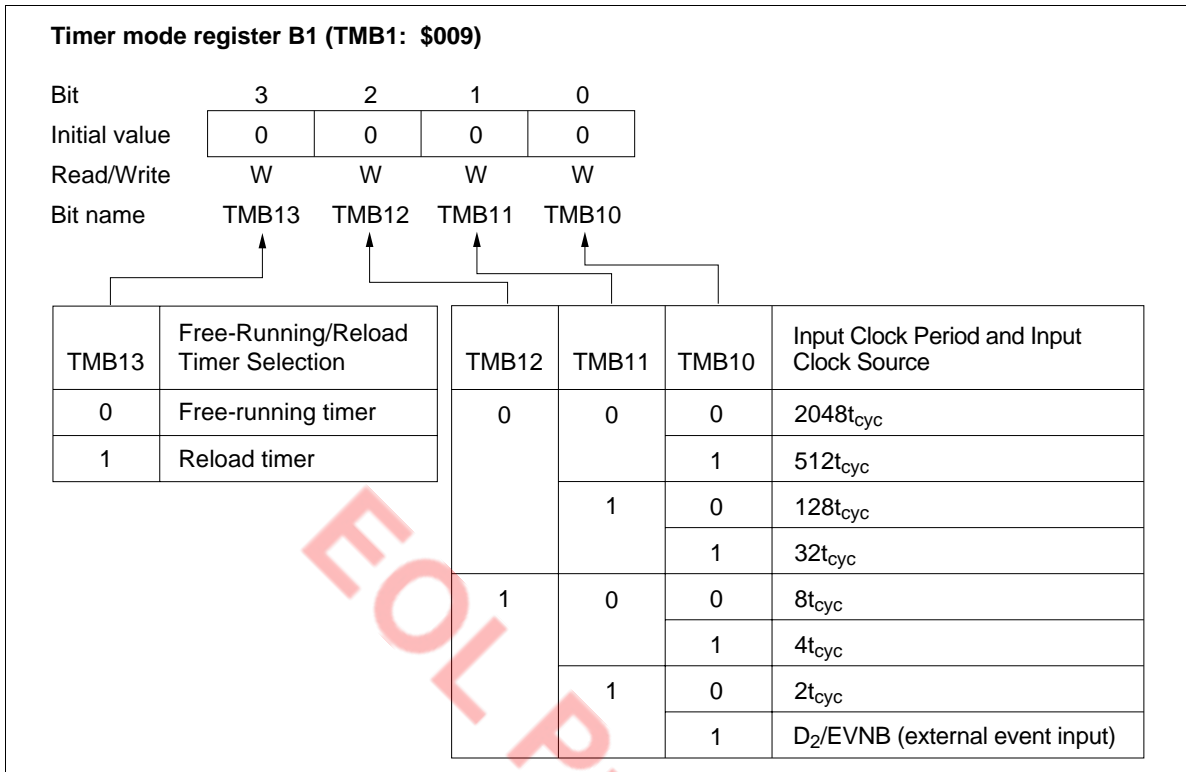 Timer mode register B1 (TMB1: $009)
Bit 3 2 1 0
Initial value 0 0 0 0
Read/Write W W W W
Bit name TMB13 TMB12 TMB11 TMB10
TMB13 Free-Running/Reload Timer Selection
0 Free-running timer
1 Reload timer
TMB12 TMB11 TMB10 Input Clock Period and Input Clock Source
0 0 0 2048tcyc
1 512tcyc
1 0 128tcyc
1 32tcyc
1 0 0 8tcyc
1 4tcyc
1 0 2tcyc
1 D2/EVNB (external event input)
EOL